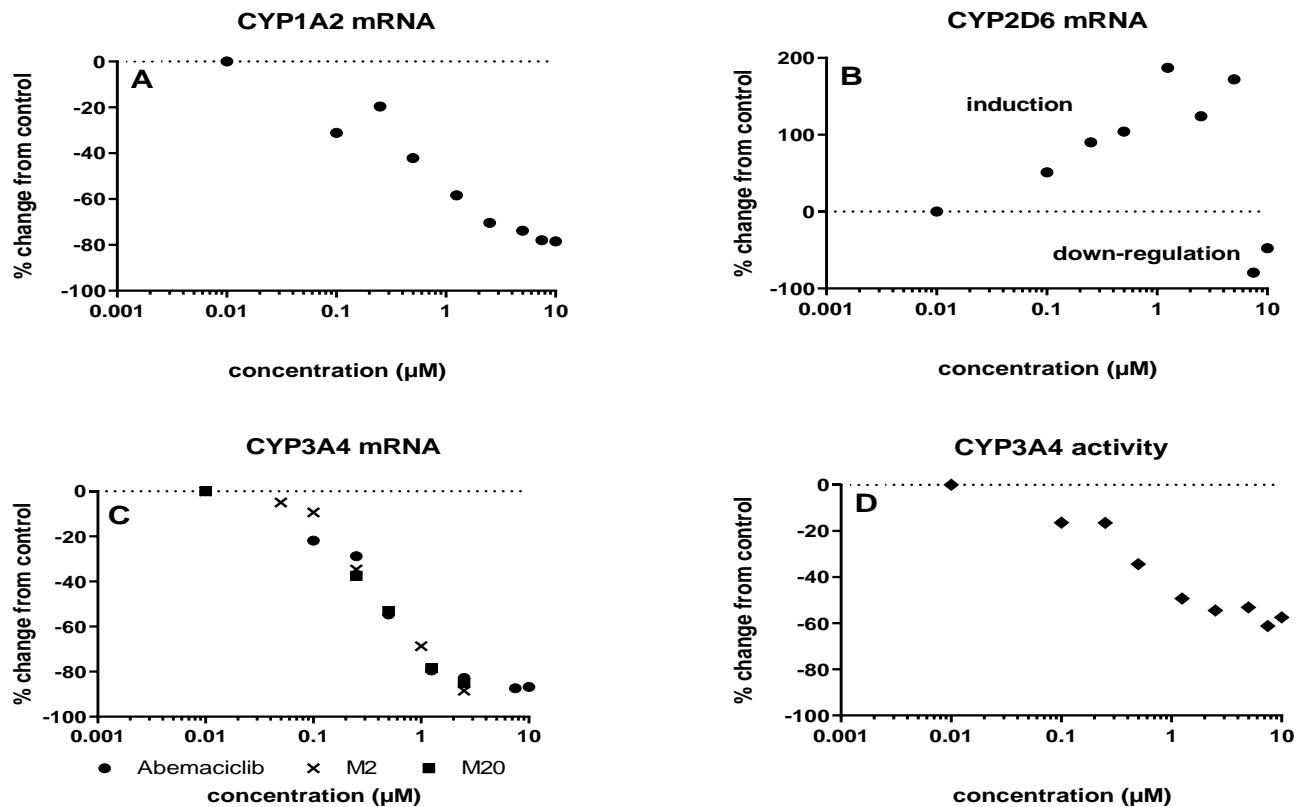 CYP1A2 mRNA
A
% change from control
0
-20
-40
-60
-80
-100
0.001 0.01 0.1 1 10
concentration (µM)
CYP2D6 mRNA
B
induction
down-regulation
% change from control
200
100
0
-100
0.001 0.01 0.1 1 10
concentration (µM)
CYP3A4 mRNA
C
% change from control
0
-20
-40
-60
-80
-100
0.001 0.01 0.1 1 10
Abemaciclib M2 M20
concentration (µM)
CYP3A4 activity
D
% change from control
0
-20
-40
-60
-80
-100
0.001 0.01 0.1 1 10
concentration (µM)